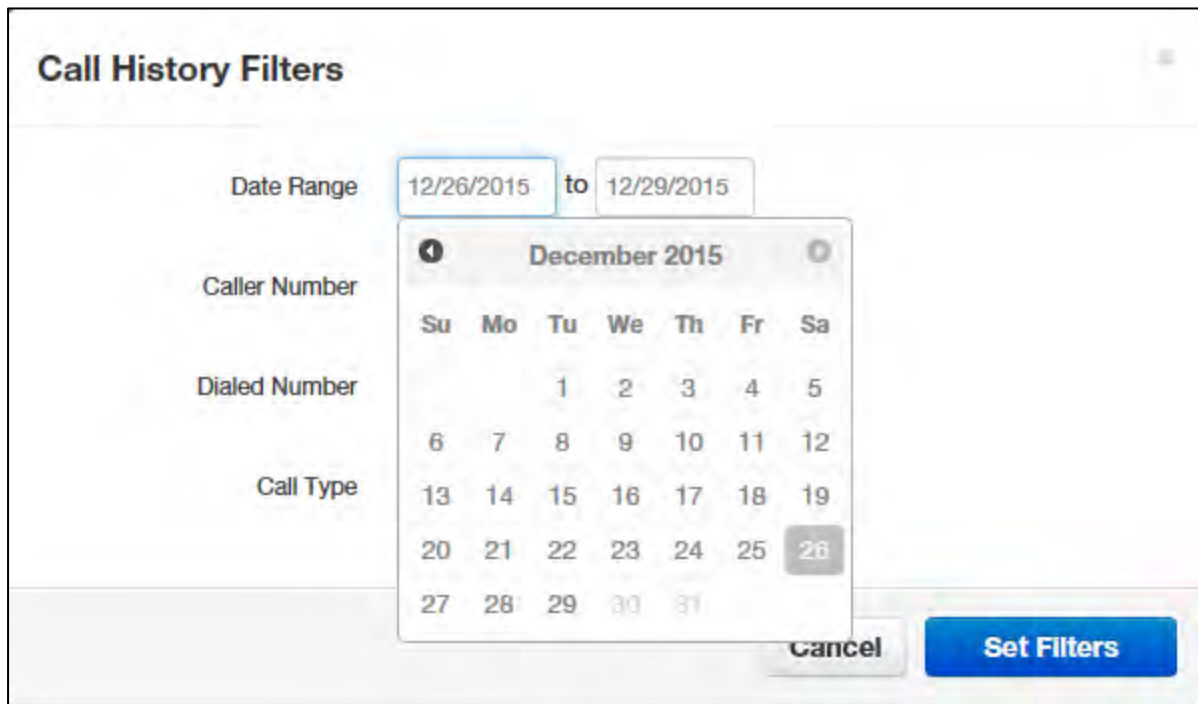 Call History Filters
Date Range 12/26/2015 to 12/29/2015
December 2015
Caller Number
Su Mo Tu We Th Fr Sa
Dialed Number
1 2 3 4 5
6 7 8 9 10 11 12
Call Type
13 14 15 16 17 18 19
20 21 22 23 24 25 26
27 28 29 30 31
Cancel Set Filters